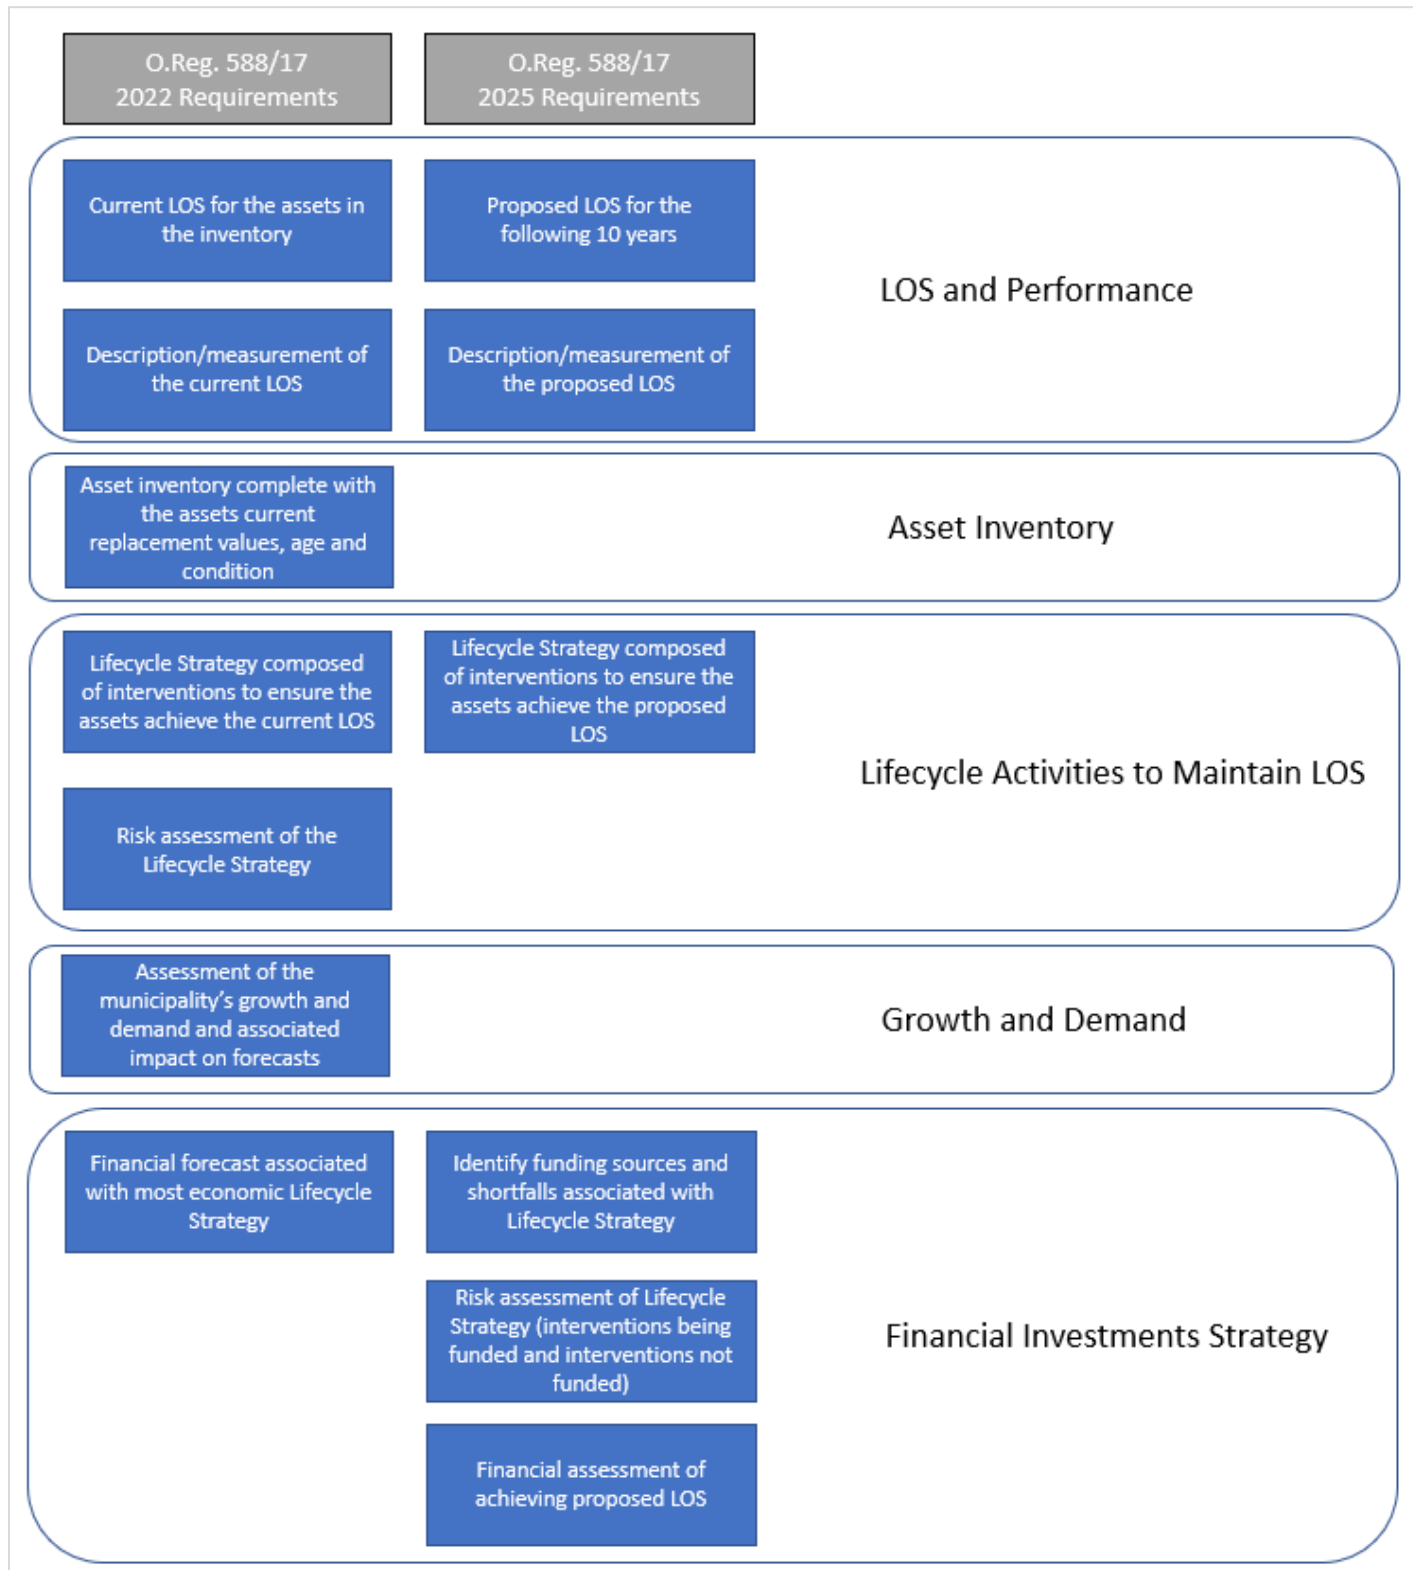 O.Reg. 588/17
2022 Requirements
O.Reg. 588/17
2025 Requirements
Current LOS for the assets in
the inventory
Proposed LOS for the
following 10 years
Description/measurement of
the current LOS
Description/measurement of
the proposed LOS
LOS and Performance
Asset inventory complete with
the assets current
replacement values, age and
condition
Asset Inventory
Lifecycle Strategy composed
of interventions to ensure the
assets achieve the current LOS
Lifecycle Strategy composed
of interventions to ensure the
assets achieve the proposed
LOS
Risk assessment of the
Lifecycle Strategy
Lifecycle Activities to Maintain LOS
Assessment of the
municipality’s growth and
demand and associated
impact on forecasts
Growth and Demand
Financial forecast associated
with most economic Lifecycle
Strategy
Identify funding sources and
shortfalls associated with
Lifecycle Strategy
Risk assessment of Lifecycle
Strategy (interventions being
funded and interventions not
funded)
Financial assessment of
achieving proposed LOS
Financial Investments Strategy